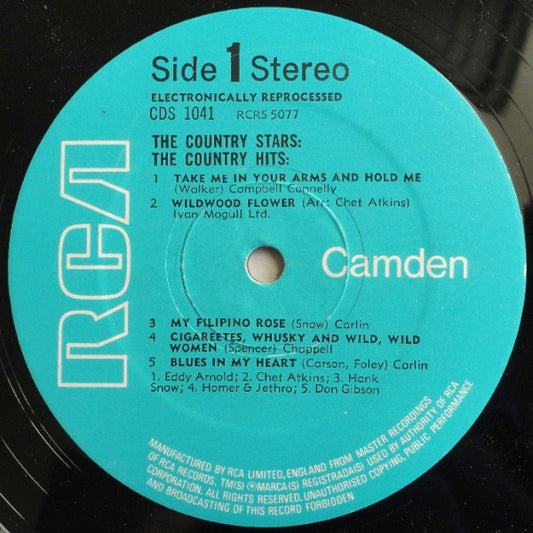 Side 1 Stereo
ELECTRONICALLY REPROCESSED
CDS 1041 RCRS 5077
THE COUNTRY STARS:
THE COUNTRY HITS:
1 TAKE ME IN YOUR ARMS AND HOLD ME
(Walker) Campbell Connelly
2 WILDWOOD FLOWER (Arr: Chet Atkins)
Ivan Mogull Ltd.
RCA
Camden
3 MY FILIPINO ROSE (Snow) Carlin
4 CIGAREETES, WHUSKY AND WILD, WILD
WOMEN (Spencer) Chappell
5 BLUES IN MY HEART (Carson, Foley) Carlin
1. Eddy Arnold; 2. Chet Atkins; 3. Hank
Snow; 4. Homer & Jethro; 5. Don Gibson
MANUFACTURED BY RCA LIMITED, ENGLAND FROM MASTER RECORDINGS
OF RCA RECORDS. TM(S) ® MARCA(S) REGISTRADA(S) USED BY AUTHORITY OF RCA
CORPORATION. ALL RIGHTS RESERVED. UNAUTHORISED COPYING, PUBLIC PERFORMANCE
AND BROADCASTING OF THIS RECORD FORBIDDEN